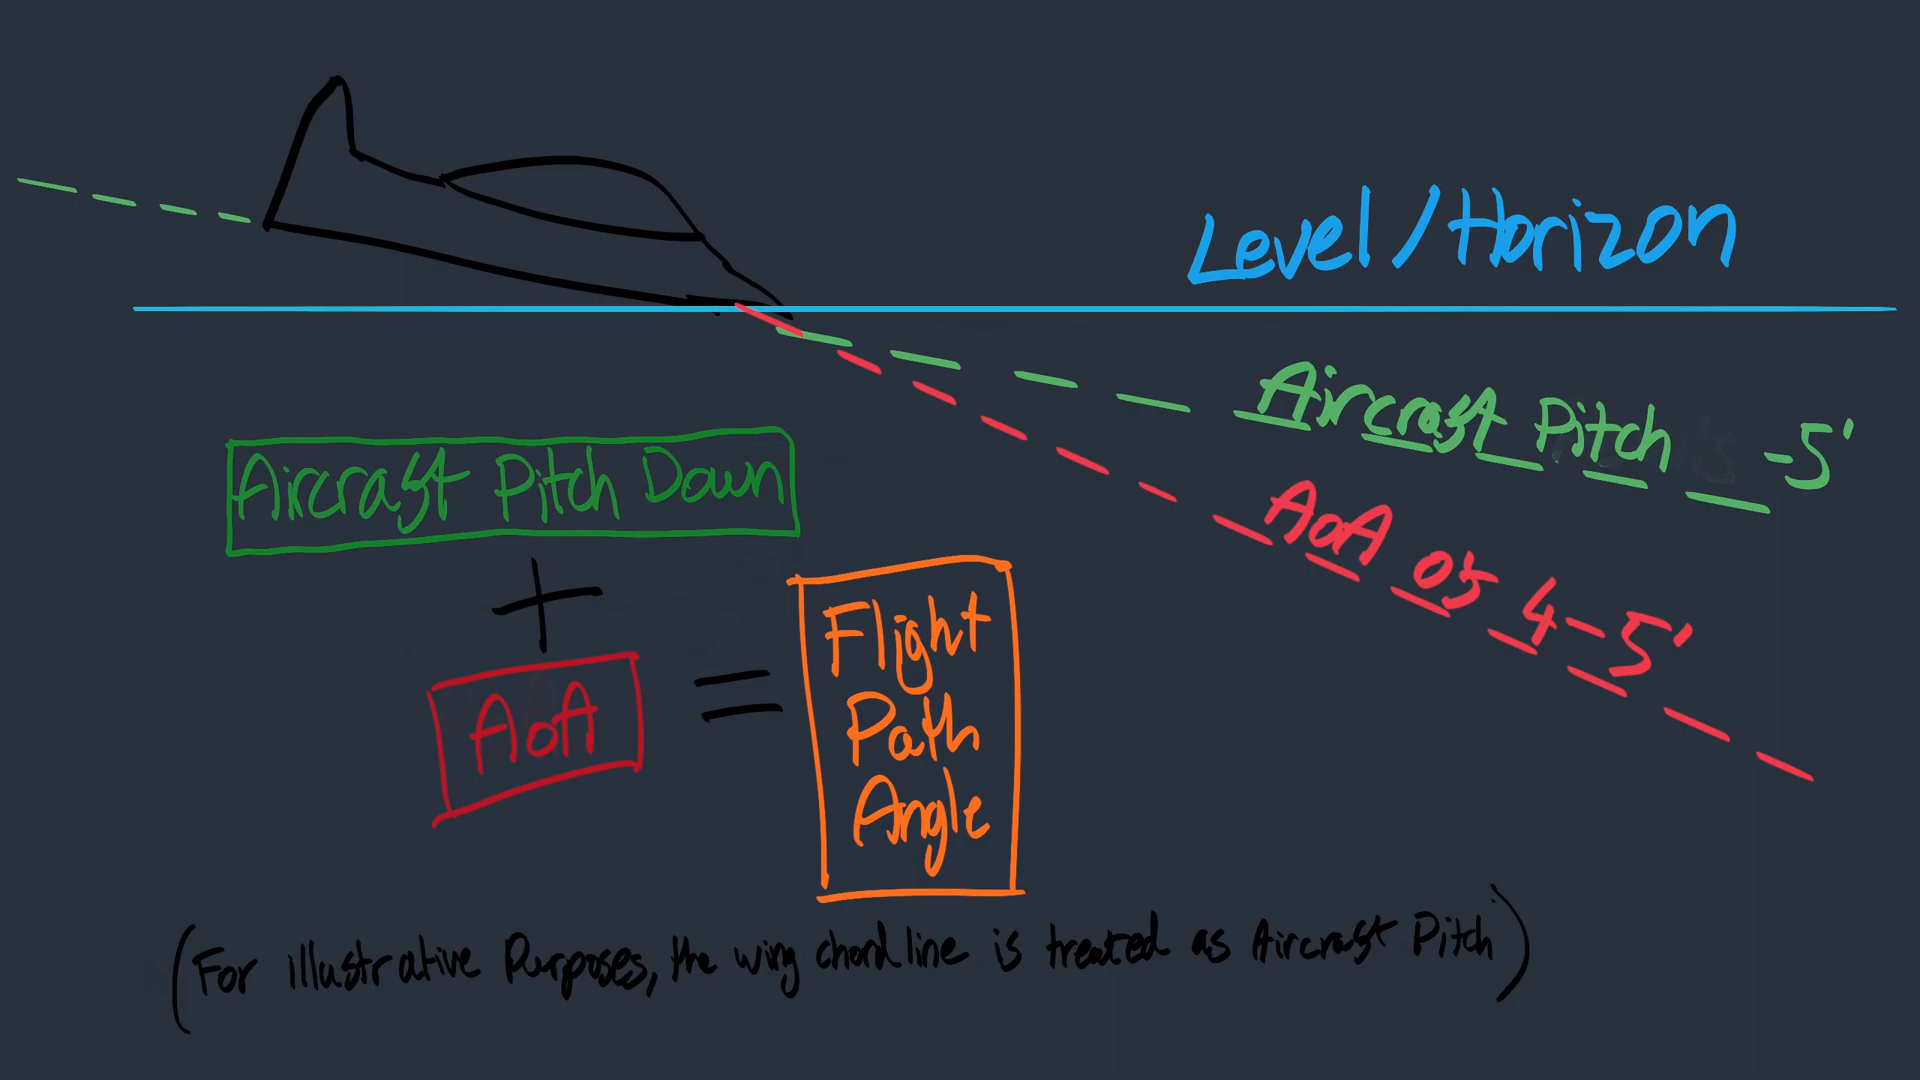 Level/Horizon
Aircraft Pitch -5'
AoA of 4-5'
Aircraft Pitch Down
+
AoA
=
Flight
Path
Angle
(For illustrative Purposes, the wing chord line is treated as Aircraft Pitch)